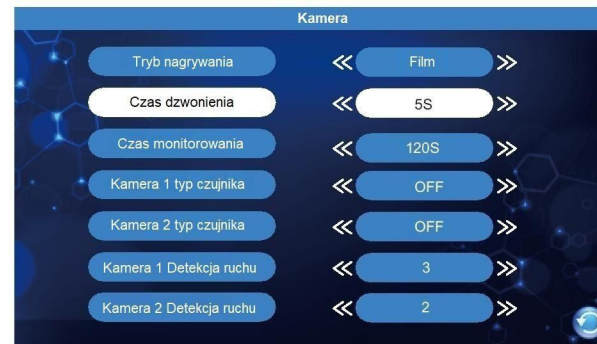 Kamera
Tryb nagrywania Film
Czas dzwonienia 5S
Czas monitorowania 120S
Kamera 1 typ czujnika OFF
Kamera 2 typ czujnika OFF
Kamera 1 Detekcja ruchu 3
Kamera 2 Detekcja ruchu 2